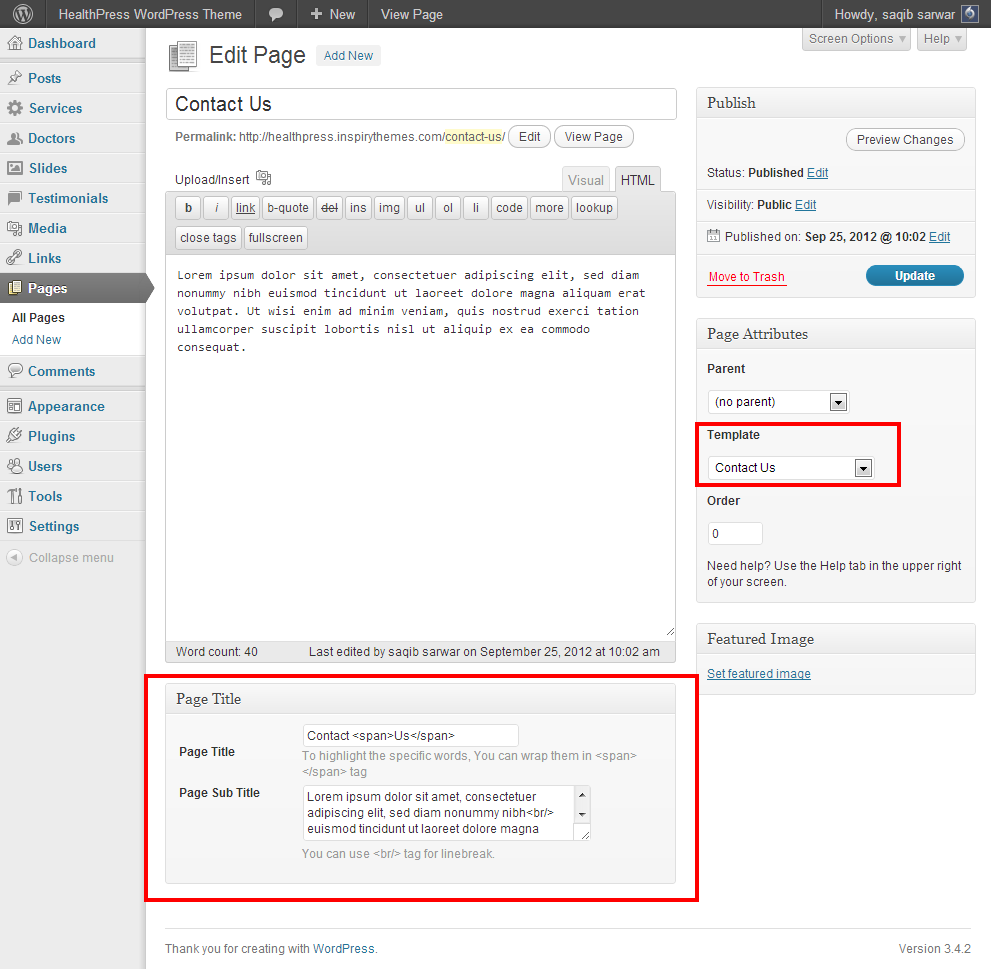 HealthPress WordPress Theme
New
View Page
Howdy, saqib sarwar
Screen Options
Help
Dashboard
Posts
Services
Doctors
Slides
Testimonials
Media
Links
Pages
All Pages
Add New
Comments
Appearance
Plugins
Users
Tools
Settings
Collapse menu
Edit Page
Add New
Contact Us
Permalink: http://healthpress.inspirythemes.com/contact-us/ Edit View Page
Upload/Insert
Visual
HTML
b i link b-quote del ins img ul ol li code more lookup
close tags fullscreen
Lorem ipsum dolor sit amet, consectetuer adipiscing elit, sed diam
nonummy nibh euismod tincidunt ut laoreet dolore magna aliquam erat
volutpat. Ut wisi enim ad minim veniam, quis nostrud exerci tation
ullamcorper suscipit lobortis nisl ut aliquip ex ea commodo
consequat.
Word count: 40
Last edited by saqib sarwar on September 25, 2012 at 10:02 am
Page Title
Page Title
Contact <span>Us</span>
To highlight the specific words, You can wrap them in <span>
</span> tag
Page Sub Title
Lorem ipsum dolor sit amet, consectetuer
adipiscing elit, sed diam nonummy nibh<br/>
euismod tincidunt ut laoreet dolore magna
You can use <br/> tag for linebreak.
Publish
Preview Changes
Status: Published Edit
Visibility: Public Edit
Published on: Sep 25, 2012 @ 10:02 Edit
Move to Trash
Update
Page Attributes
Parent
(no parent)
Template
Contact Us
Order
0
Need help? Use the Help tab in the upper right
of your screen.
Featured Image
Set featured image
Thank you for creating with WordPress.
Version 3.4.2